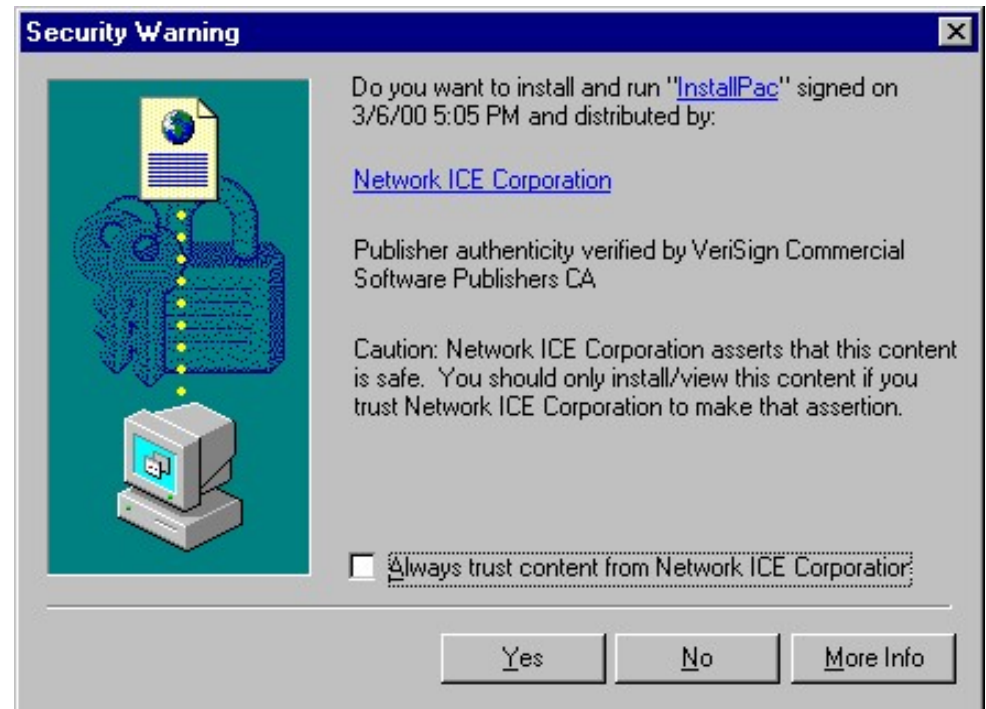 Security Warning
Do you want to install and run "InstallPac" signed on
3/6/00 5:05 PM and distributed by:
Network ICE Corporation
Publisher authenticity verified by VeriSign Commercial
Software Publishers CA
Caution: Network ICE Corporation asserts that this content
is safe. You should only install/view this content if you
trust Network ICE Corporation to make that assertion.
Always trust content from Network ICE Corporation
Yes
No
More Info